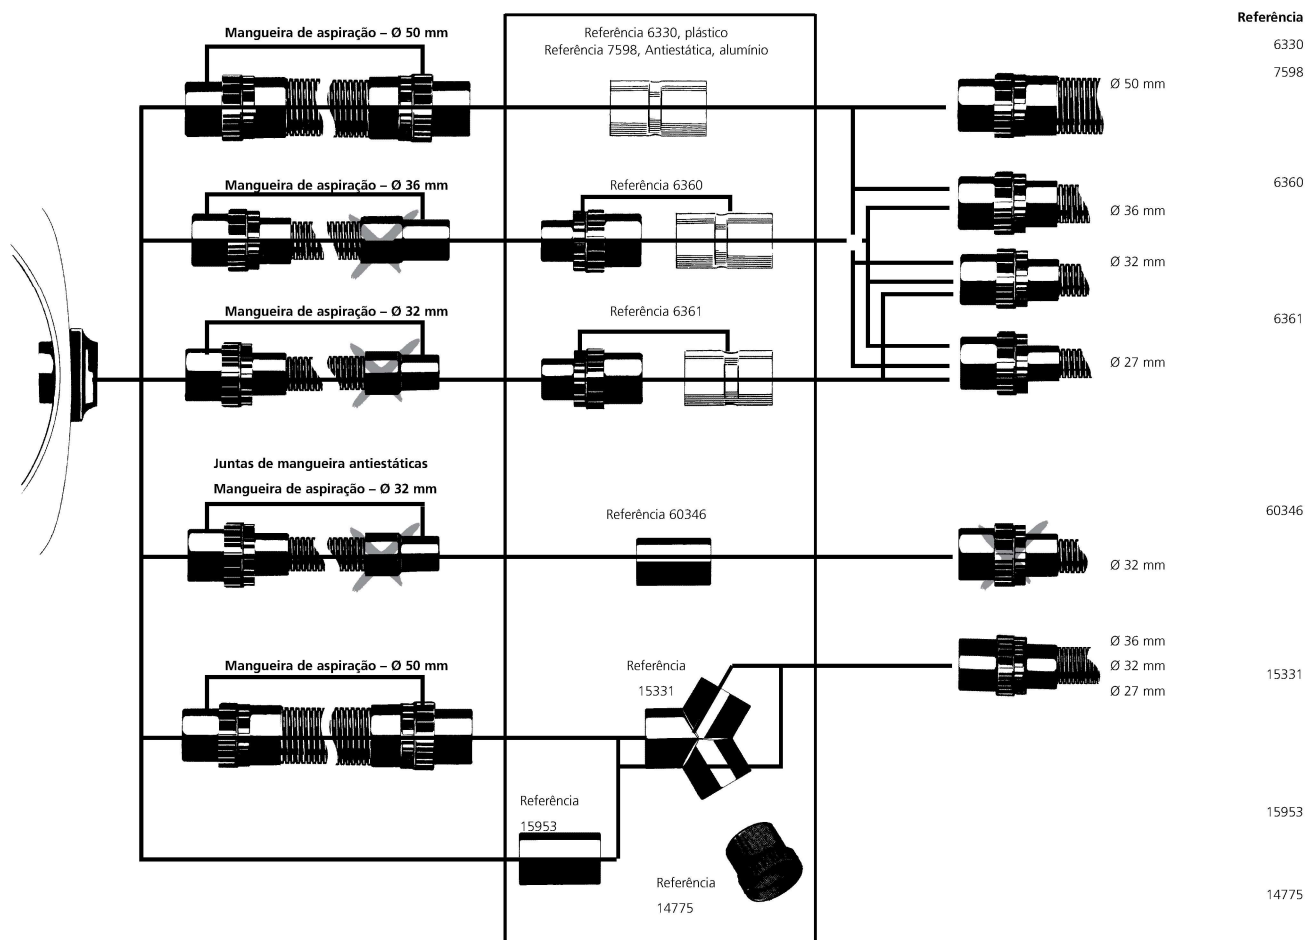 Mangueira de aspiração – Ø 50 mm
Referência 6330, plástico
Referência 7598, Antiestática, alumínio
Ø 50 mm
Mangueira de aspiração – Ø 36 mm
Referência 6360
Ø 36 mm
Ø 32 mm
Mangueira de aspiração – Ø 32 mm
Referência 6361
Ø 27 mm
Juntas de mangueira antiestáticas
Mangueira de aspiração – Ø 32 mm
Referência 60346
Ø 32 mm
Mangueira de aspiração – Ø 50 mm
Referência
15331
Ø 36 mm
Ø 32 mm
Ø 27 mm
Referência
15953
Referência
14775
Referência
6330
7598
6360
6361
60346
15331
15953
14775